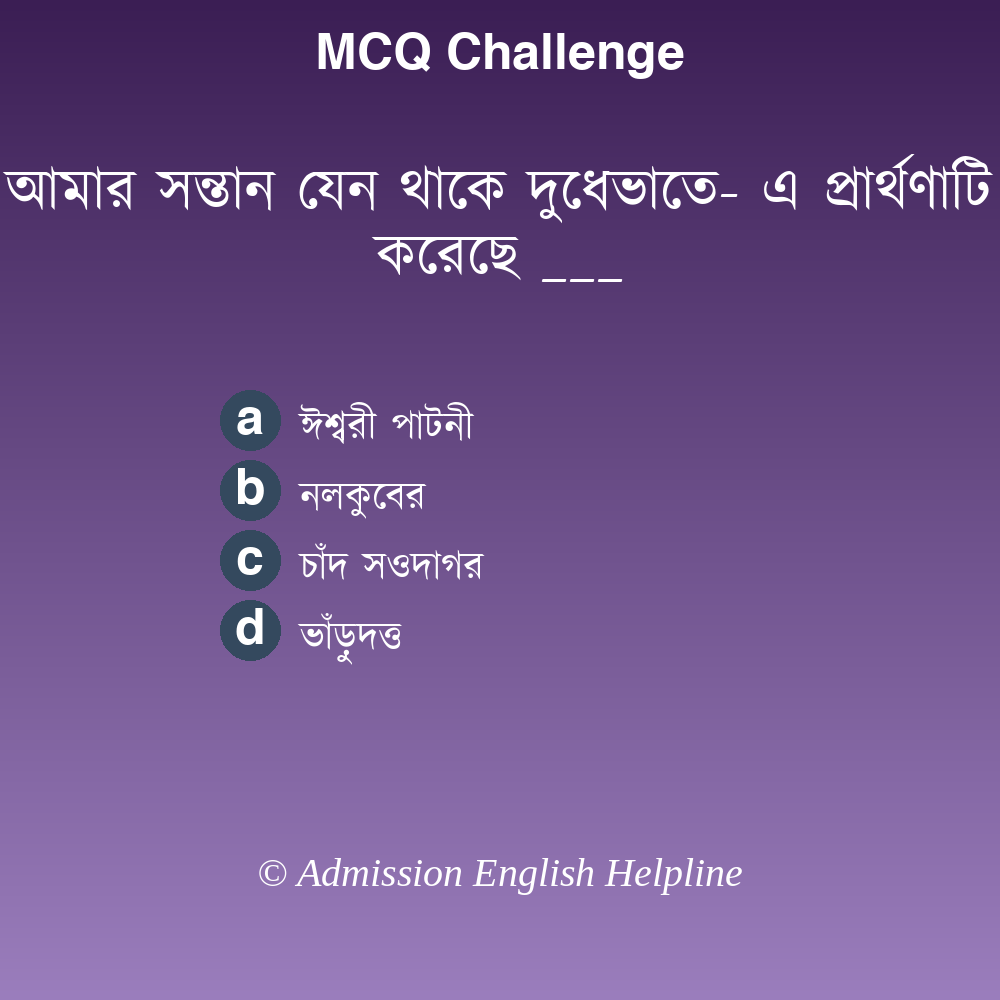 MCQ Challenge
আমার সন্তান যেন থাকে দুধেভাতে- এ প্রার্থণাটি
করেছে ___
a ঈশ্বরী পাটনী
b নলকুবের
c চাঁদ সওদাগর
d ভাঁড়ুদত্ত
© Admission English Helpline